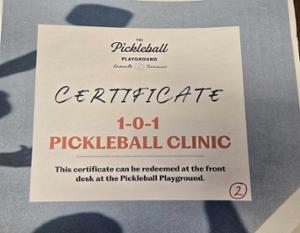 THE
Pickleball
PLAYGROUND
CERTIFICATE
1-0-1
PICKLEBALL CLINIC
This certificate can be redeemed at the front
desk at the Pickleball Playground.
2